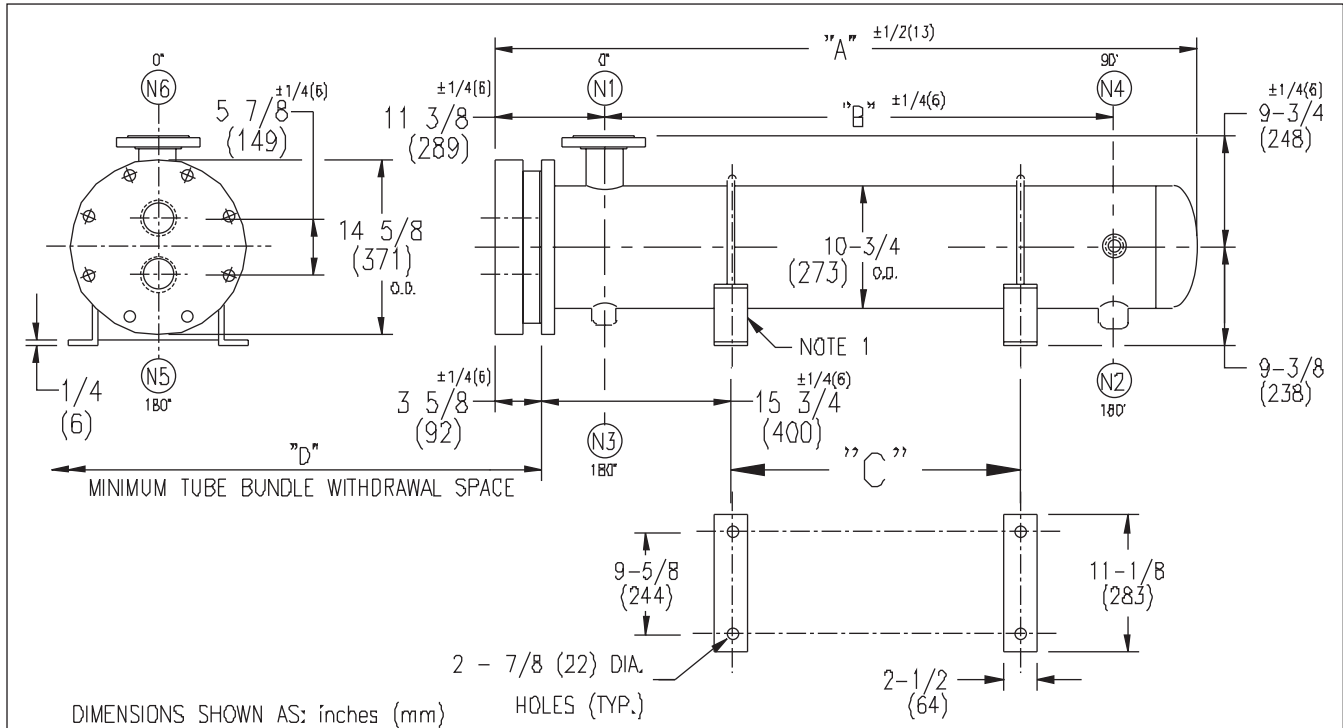 0°
N6
5 7/8 ±1/4(6)
(149)
14 5/8
(371)
O.D.
1/4
(6)
N5
180°
"D"
MINIMUM TUBE BUNDLE WITHDRAWAL SPACE
"A" ±1/2(13)
±1/4(6)
11 3/8
(289)
0°
N1
"B" ±1/4(6)
90°
N4
±1/4(6)
9-3/4
(248)
10-3/4
(273)
O.D.
NOTE 1
±1/4(6)
3 5/8
(92)
N3
180°
±1/4(6)
15 3/4
(400)
N2
180°
9-3/8
(238)
"C"
9-5/8
(244)
11-1/8
(283)
2 - 7/8 (22) DIA.
HOLES (TYP.)
2-1/2
(64)
DIMENSIONS SHOWN AS: inches (mm)